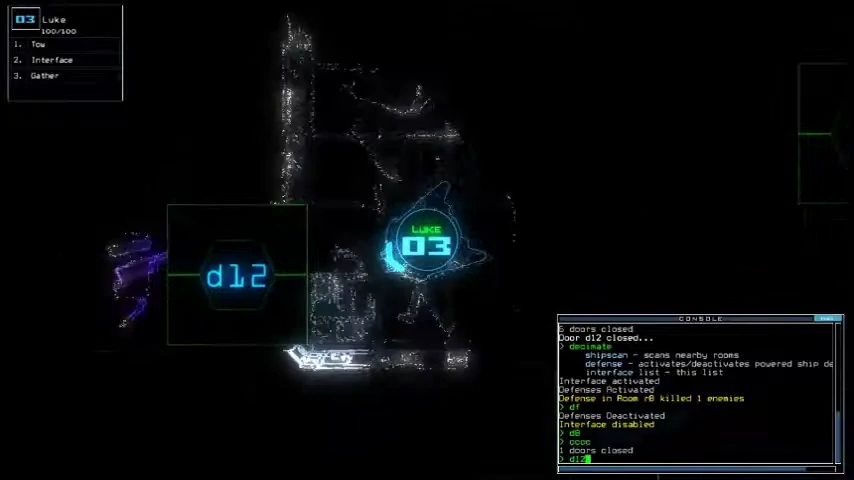 03 Luke
100/100
1. Tow
2. Interface
3. Gather
LUKE
03
d12
CONSOLE
6 doors closed
Door d12 closed...
> decimate
shipscan - scans nearby rooms
defense - activates/deactivates powered ship de
interface list - this list
Interface activated
Defenses Activated
Defense in Room r8 killed 1 enemies
> df
Defenses Deactivated
Interface disabled
> d8
> cccc
1 doors closed
> d12